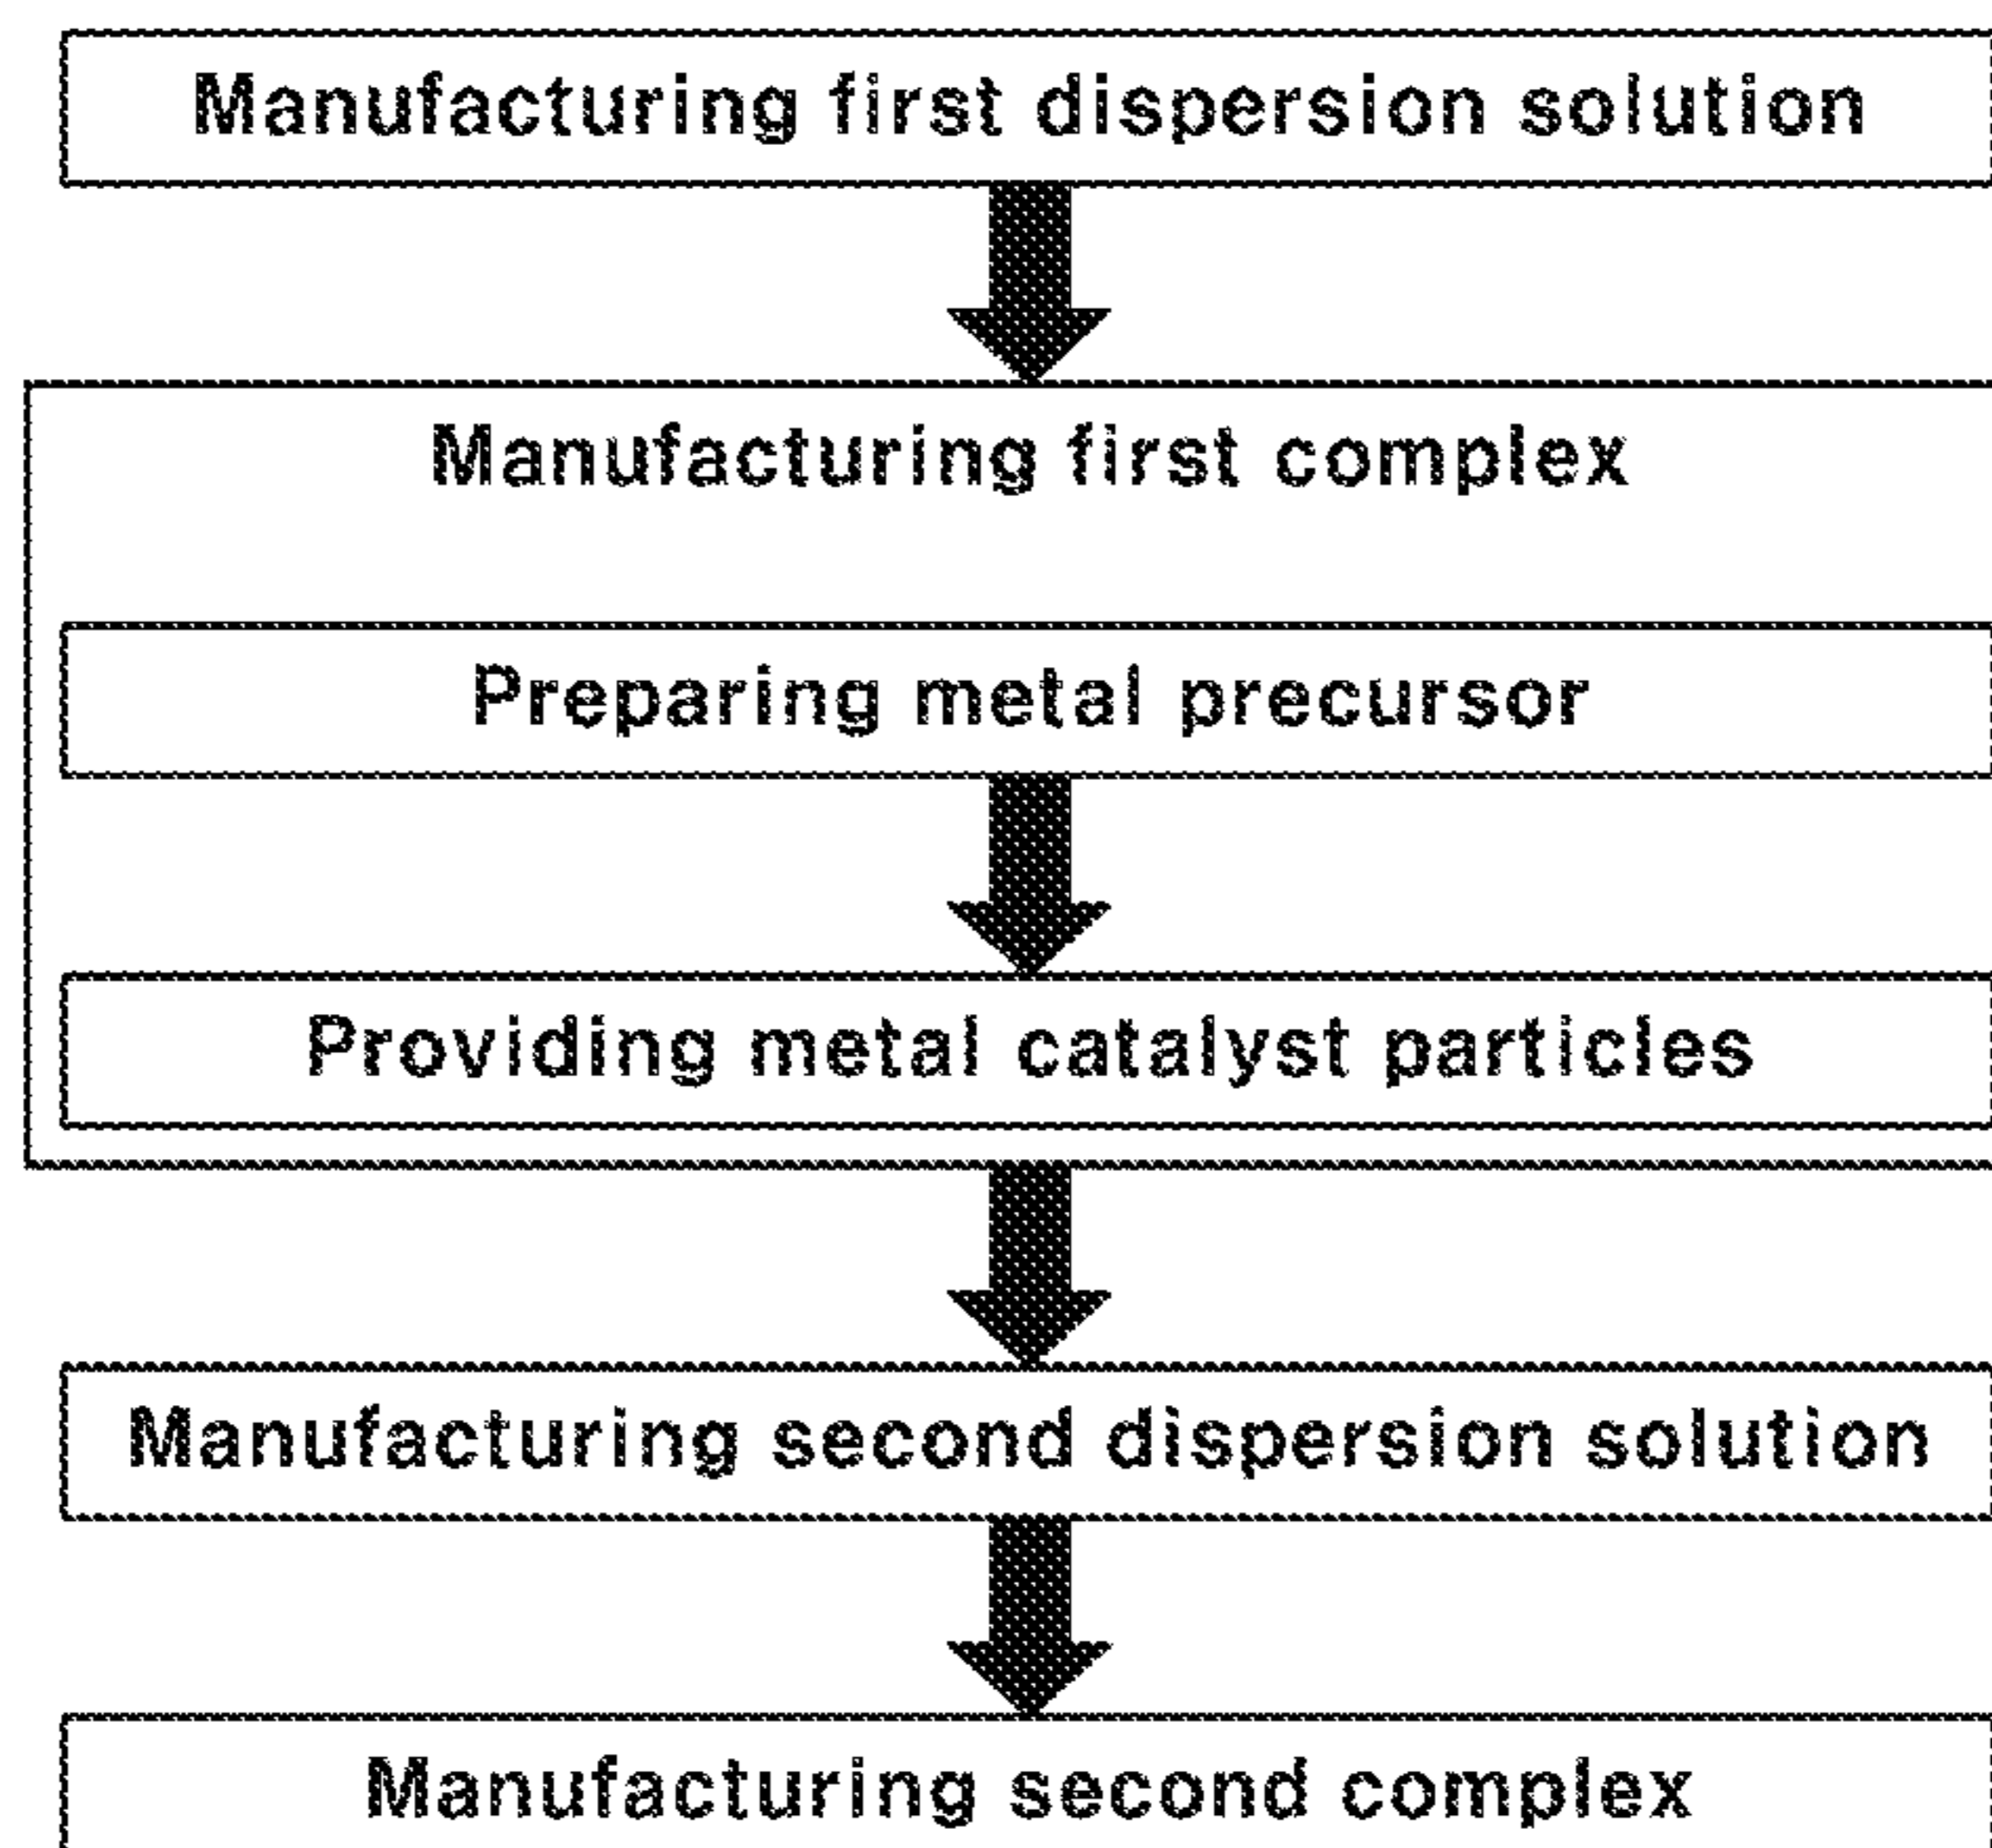 Manufacturing first dispersion solution
Manufacturing first complex
Preparing metal precursor
Providing metal catalyst particles
Manufacturing second dispersion solution
Manufacturing second complex